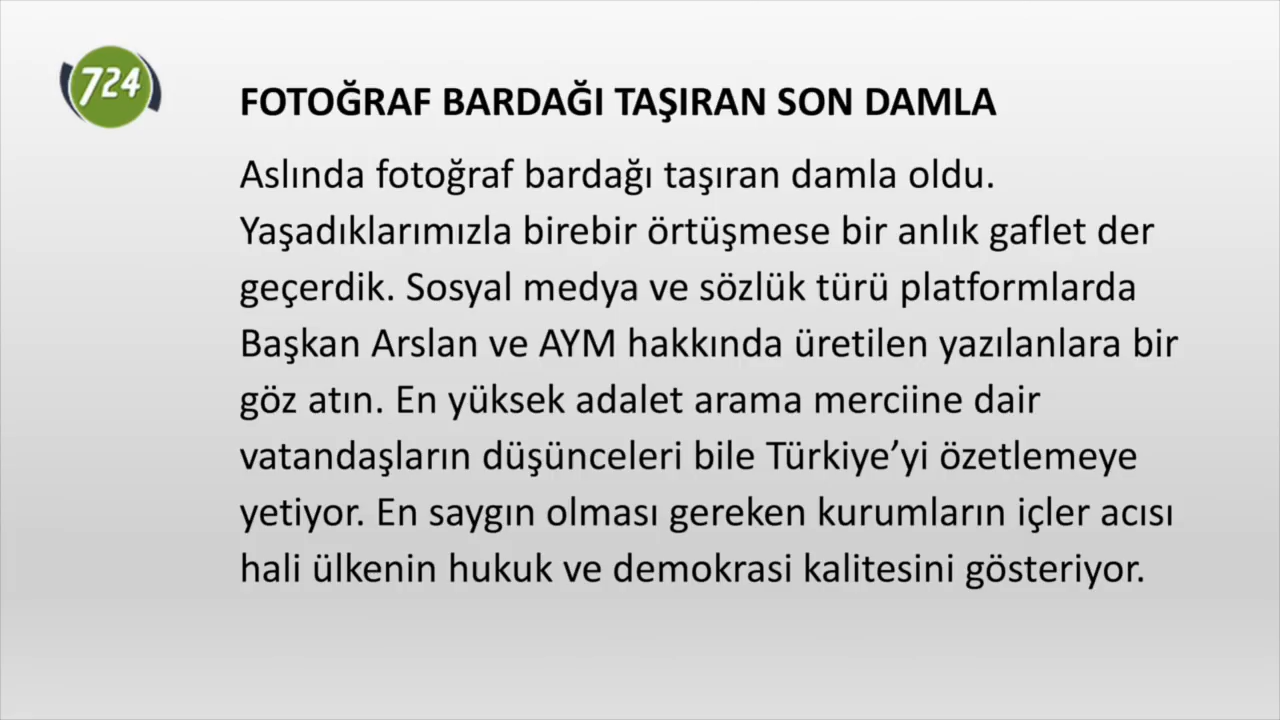 724
FOTOĞRAF BARDAĞI TAŞIRAN SON DAMLA
Aslında fotoğraf bardağı taşıran damla oldu.
Yaşadıklarımızla birebir örtüşmese bir anlık gaflet der
geçerdik. Sosyal medya ve sözlük türü platformlarda
Başkan Arslan ve AYM hakkında üretilen yazılanlara bir
göz atın. En yüksek adalet arama merciine dair
vatandaşların düşünceleri bile Türkiye’yi özetlemeye
yetiyor. En saygın olması gereken kurumların içler acısı
hali ülkenin hukuk ve demokrasi kalitesini gösteriyor.